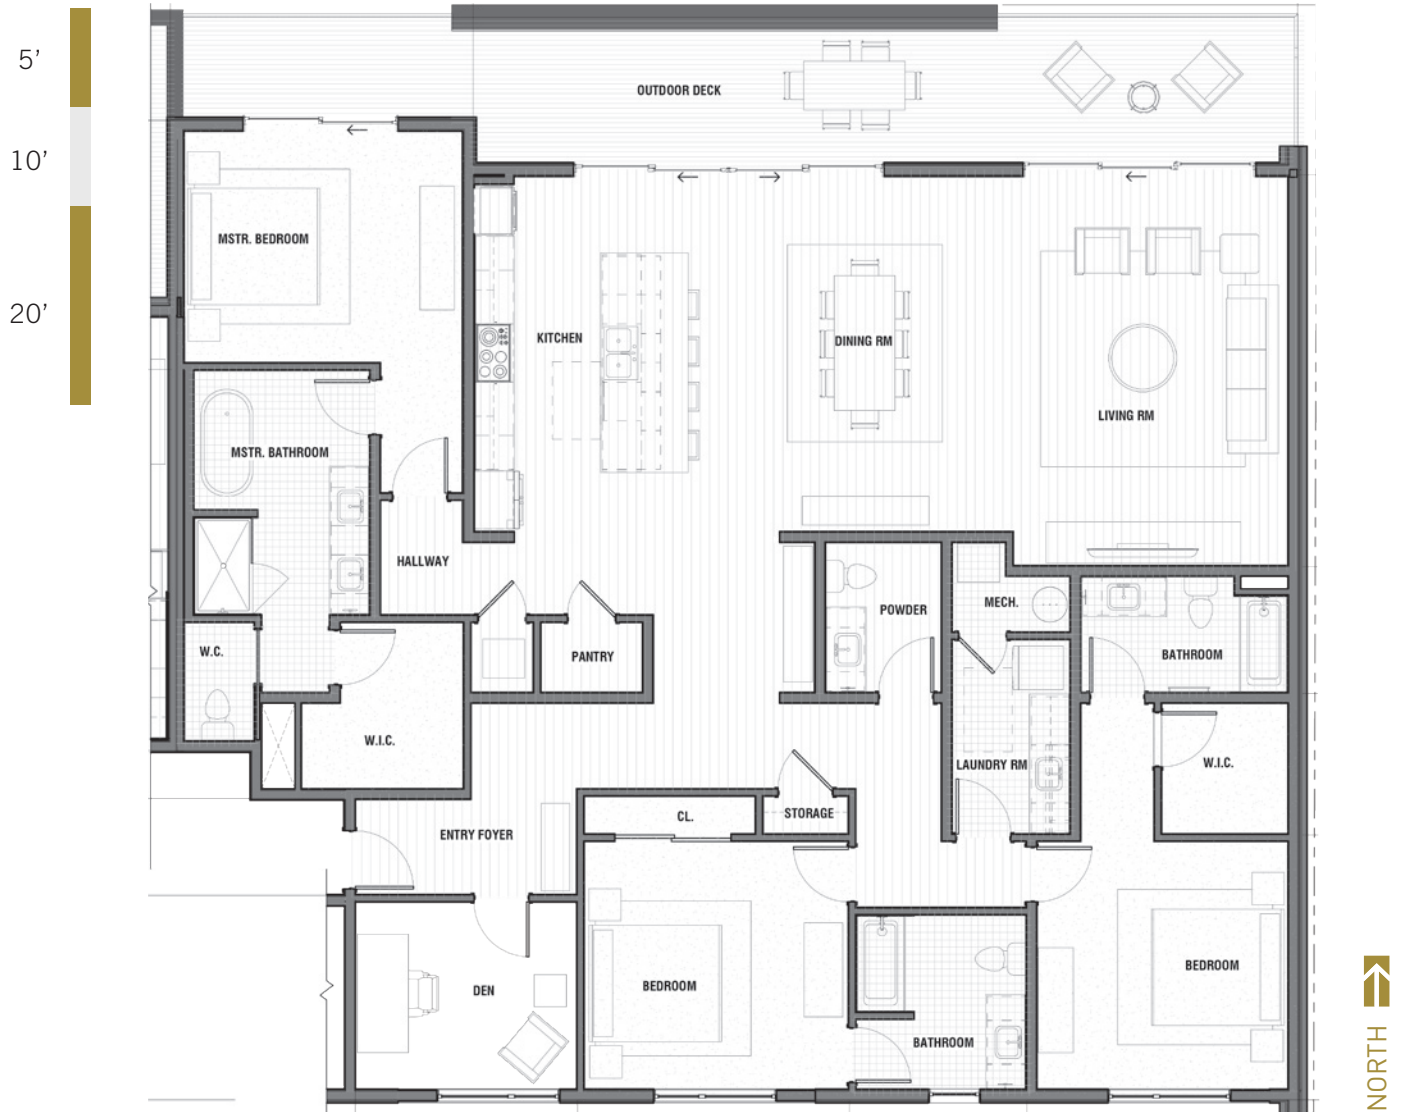 5’
10’
20’
OUTDOOR DECK
MSTR. BEDROOM
KITCHEN
DINING RM
LIVING RM
MSTR. BATHROOM
HALLWAY
POWDER
MECH.
W.C.
PANTRY
BATHROOM
W.I.C.
LAUNDRY RM
W.I.C.
CL.
STORAGE
ENTRY FOYER
DEN
BEDROOM
BEDROOM
BATHROOM
NORTH